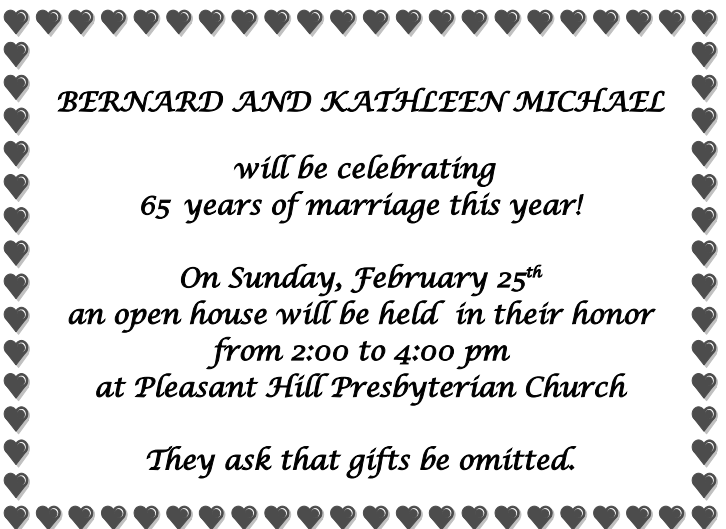 BERNARD AND KATHLEEN MICHAEL
will be celebrating
65 years of marriage this year!
On Sunday, February 25th
an open house will be held in their honor
from 2:00 to 4:00 pm
at Pleasant Hill Presbyterian Church
They ask that gifts be omitted.